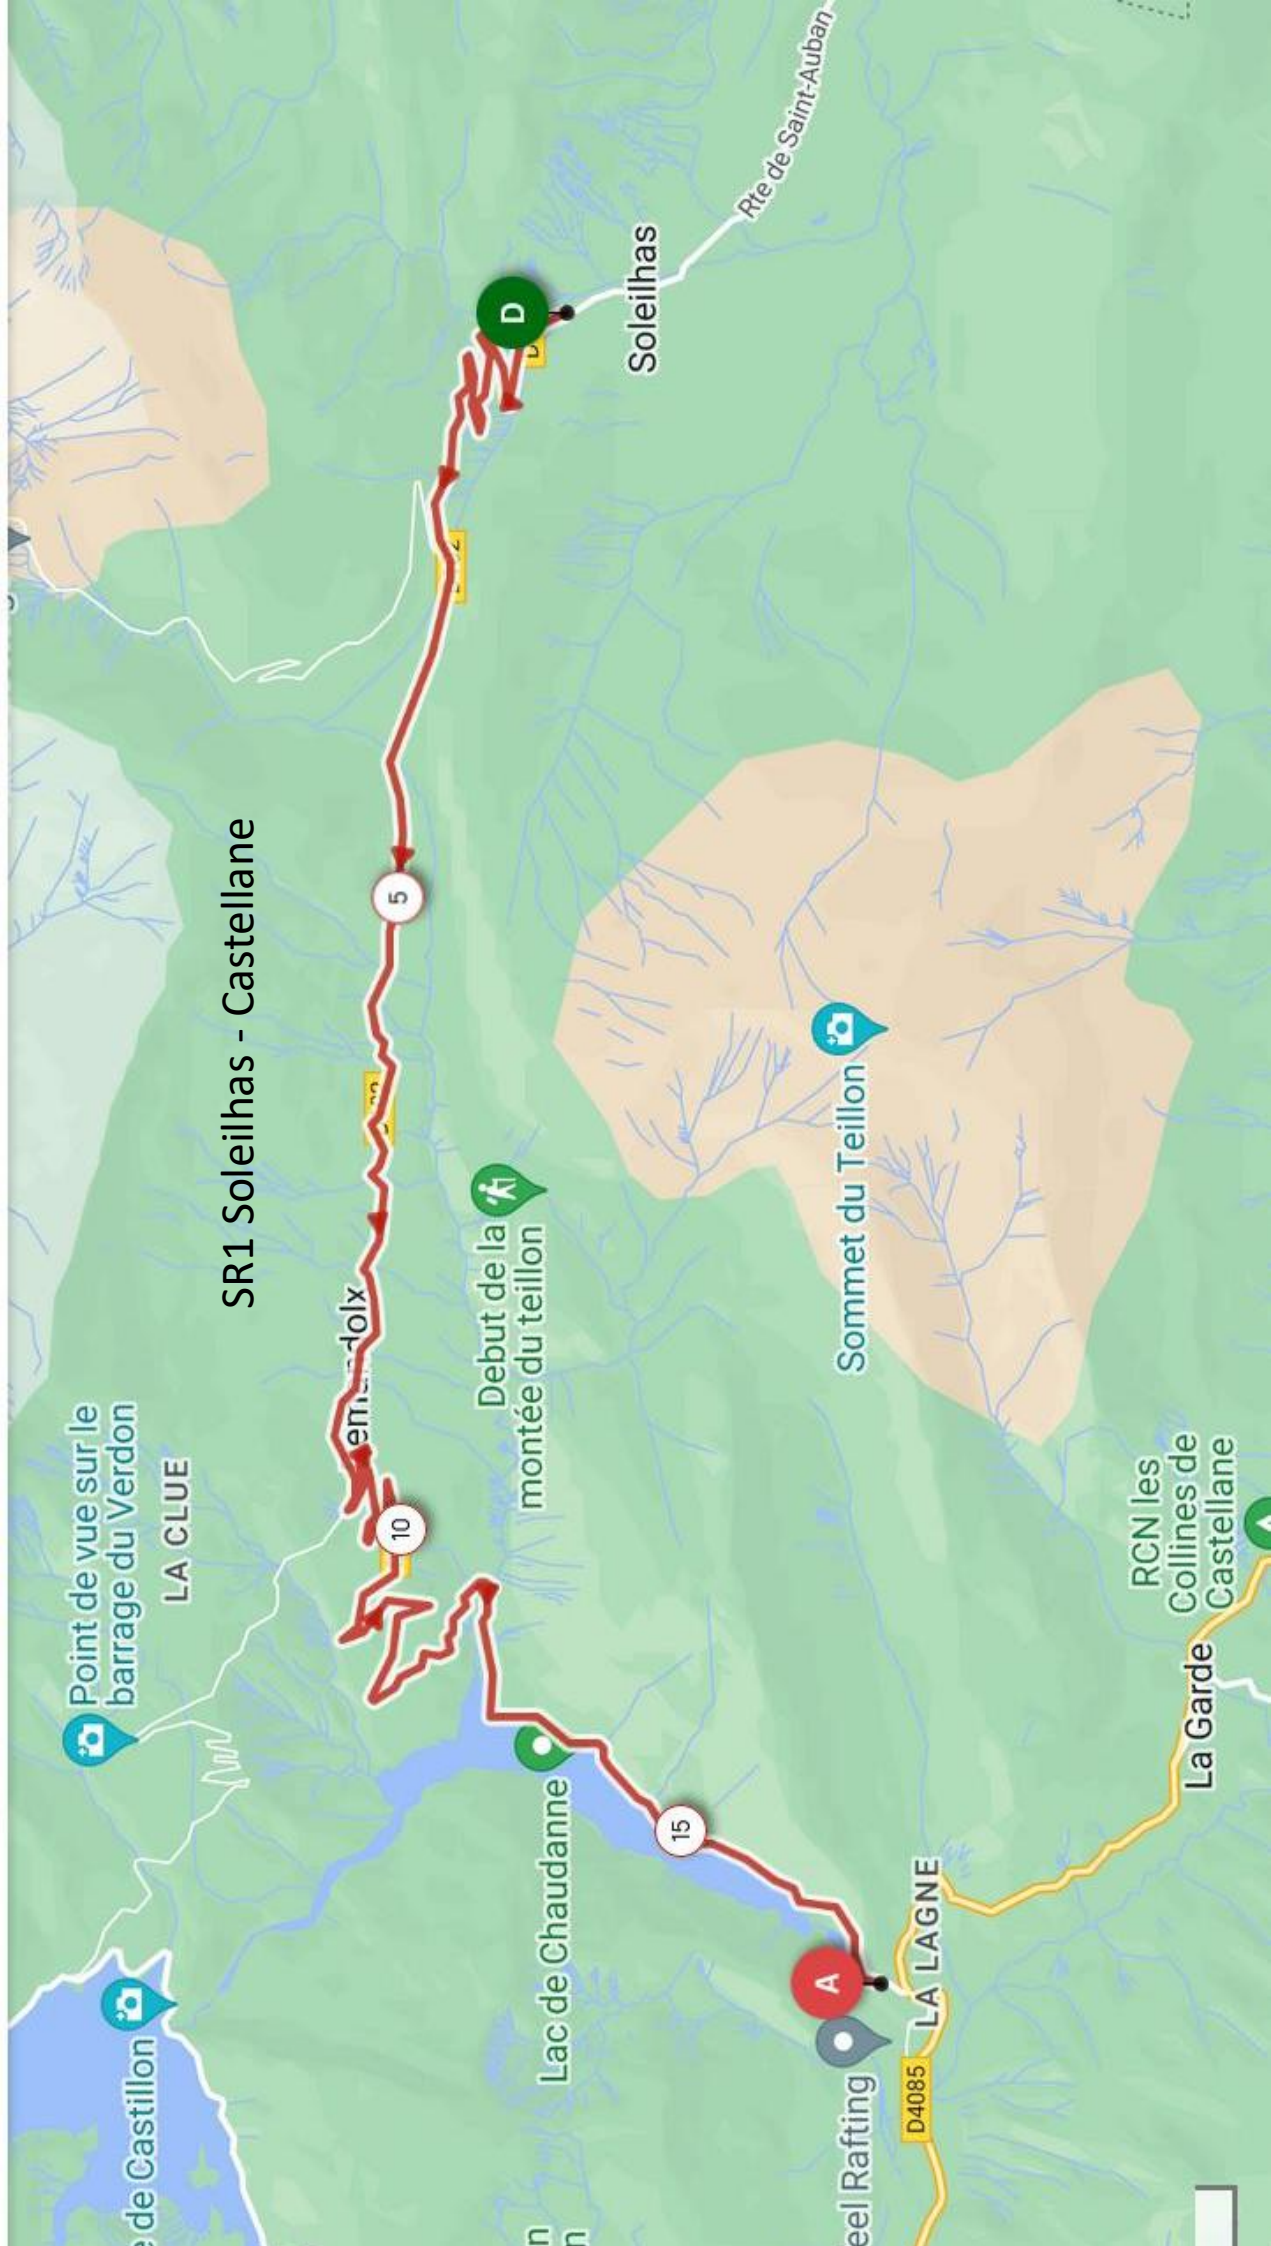 SR1 Soleilhas - Castellane
Point de vue sur le
barrage du Verdon
LA CLUE
de Castillon
10
5
D
Soleilhas
Rte de Saint-Auban
Debut de la
montée du teillon
Lac de Chaudanne
15
Sommet du Teillon
A
Rafting
LA LAGNE
D4085
RCN les
Collines de
Castellane
La Garde